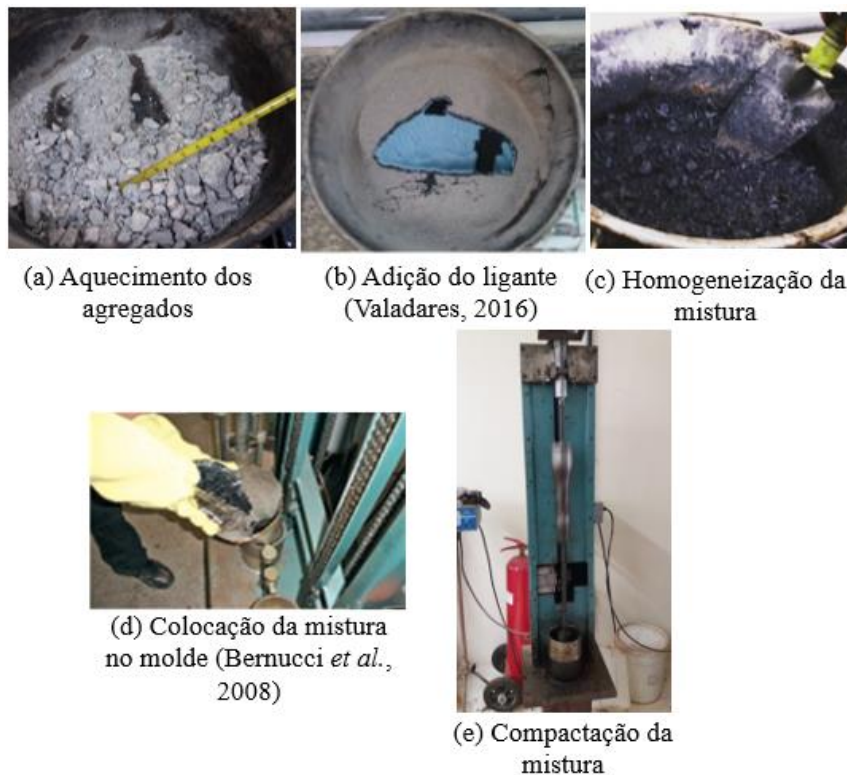 (a) Aquecimento dos
agregados
(b) Adição do ligante
(Valadares, 2016)
(c) Homogeneização da
mistura
(d) Colocação da mistura
no molde (Bernucci et al.,
2008)
(e) Compactação da
mistura